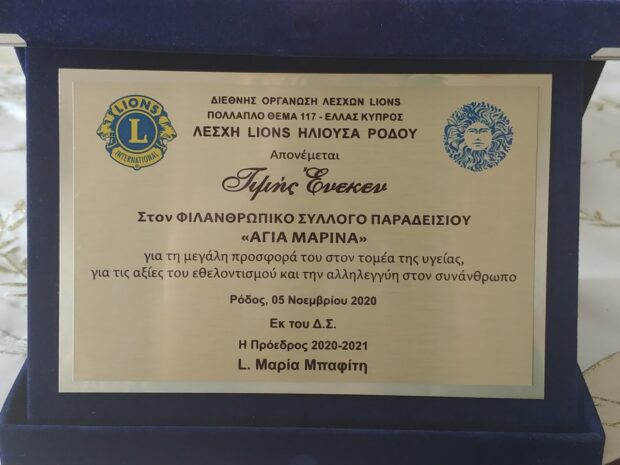 LIONS
L
INTERNATIONAL
ΔΙΕΘΝΗΣ ΟΡΓΑΝΩΣΗ ΛΕΣΧΩΝ LIONS
ΠΟΛΛΑΠΛΟ ΘΕΜΑ 117 - ΕΛΛΑΣ ΚΥΠΡΟΣ
ΛΕΣΧΗ LIONS ΗΛΙΟΥΣΑ ΡΟΔΟΥ
Απονέμεται
Τιμής Ένεκεν
Στον ΦΙΛΑΝΘΡΩΠΙΚΟ ΣΥΛΛΟΓΟ ΠΑΡΑΔΕΙΣΙΟΥ
«ΑΓΙΑ ΜΑΡΙΝΑ»
για τη μεγάλη προσφορά του στον τομέα της υγείας,
για τις αξίες του εθελοντισμού και την αλληλεγγύη στον συνάνθρωπο
Ρόδος, 05 Νοεμβρίου 2020
Εκ του Δ.Σ.
Η Πρόεδρος 2020-2021
L. Μαρία Μπαφίτη